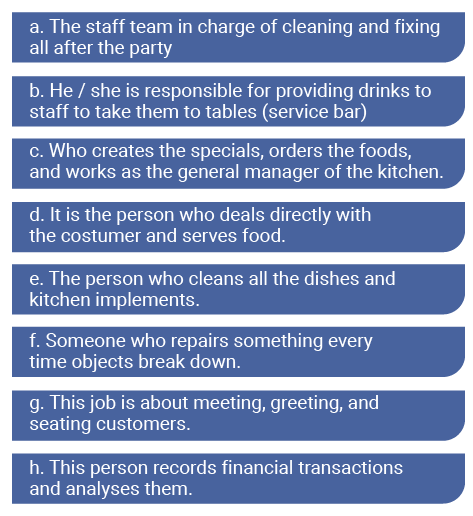 a. The staff team in charge of cleaning and fixing
all after the party
b. He / she is responsible for providing drinks to
staff to take them to tables (service bar)
c. Who creates the specials, orders the foods,
and works as the general manager of the kitchen.
d. It is the person who deals directly with
the costumer and serves food.
e. The person who cleans all the dishes and
kitchen implements.
f. Someone who repairs something every
time objects break down.
g. This job is about meeting, greeting, and
seating customers.
h. This person records financial transactions
and analyses them.